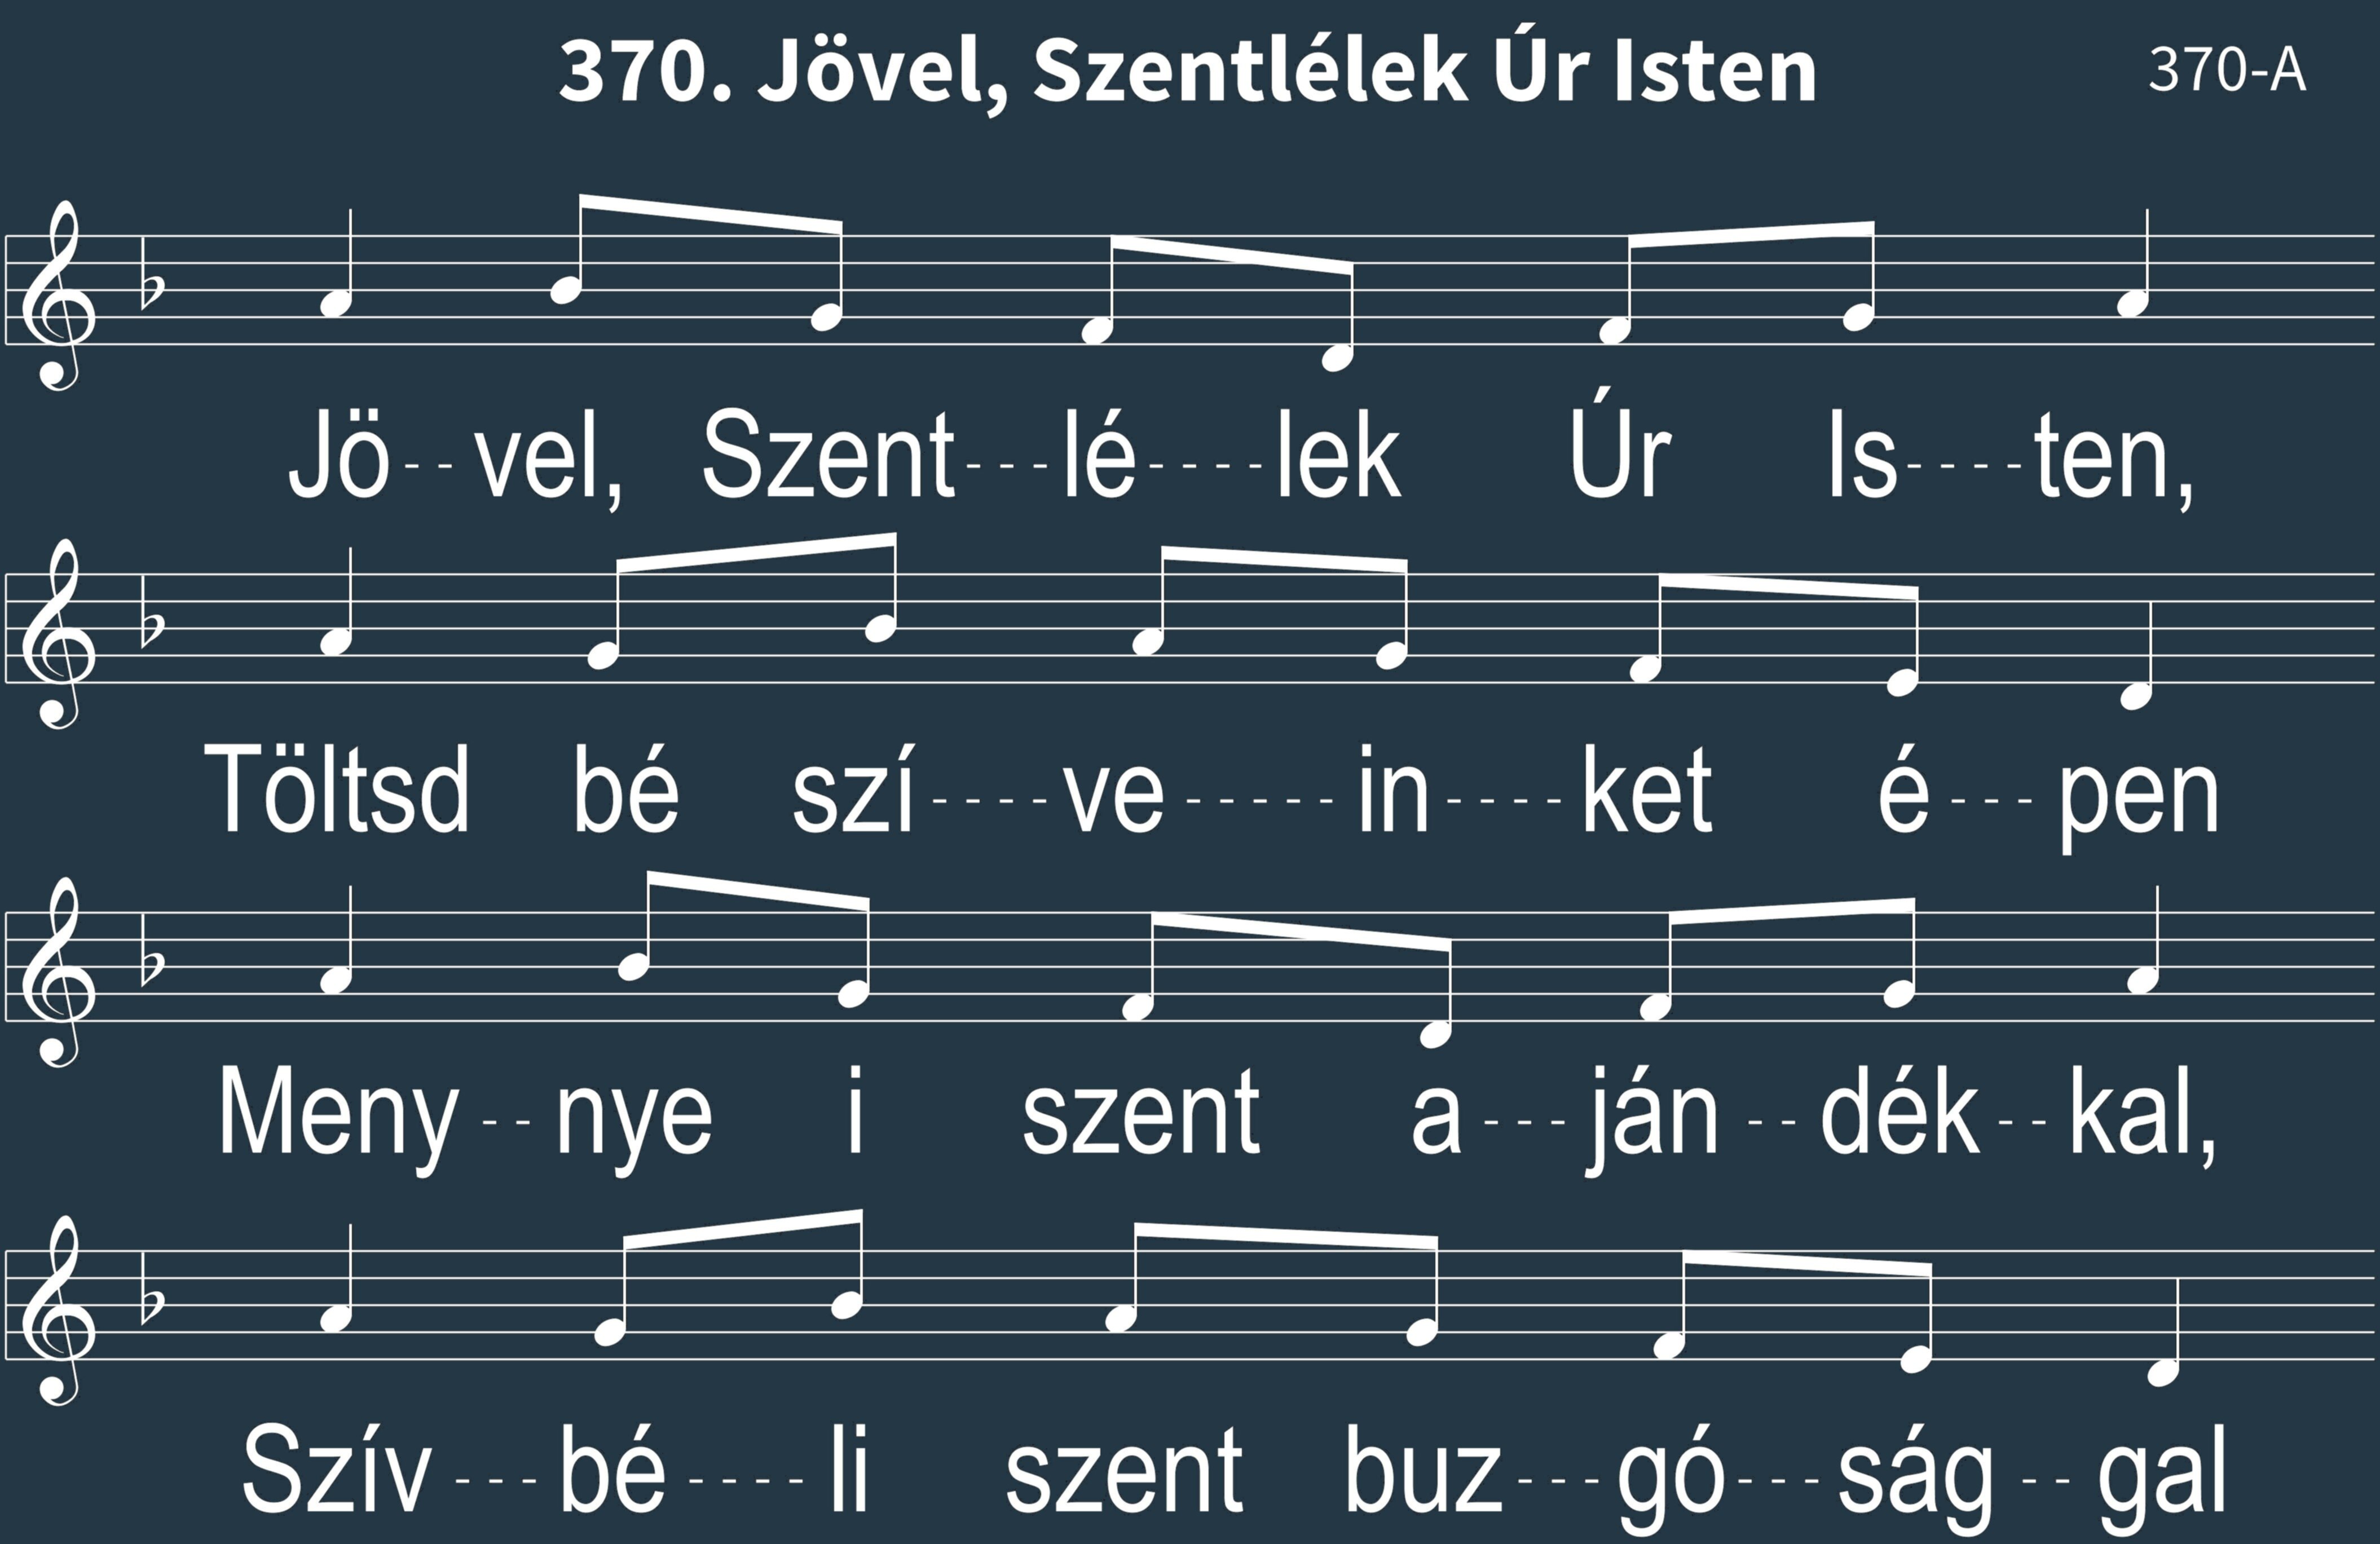 370. Jövel, Szentlélek Úr Isten 370-A
Jö--vel, Szent---lé----lek Úr Is----ten,
Töltsd bé szí----ve-----in----ket é---pen
Meny--nye i szent a---ján--dék--kal,
Szív---bé----li szent buz---gó---ság--gal